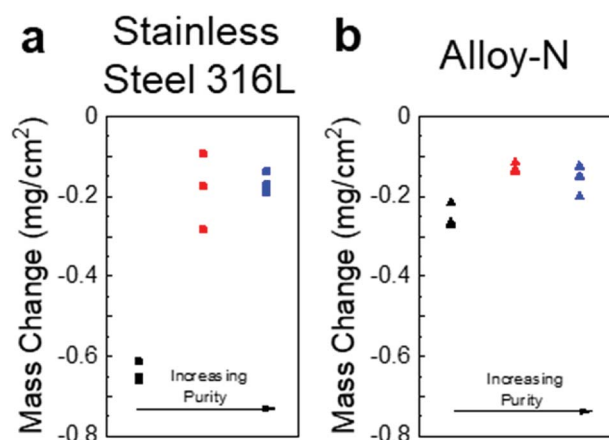 a
Stainless
Steel 316L
Mass Change (mg/cm²)
0
-0.2
-0.4
-0.6
-0.8
Increasing
Purity
b
Alloy-N
Mass Change (mg/cm²)
0
-0.2
-0.4
-0.6
-0.8
Increasing
Purity